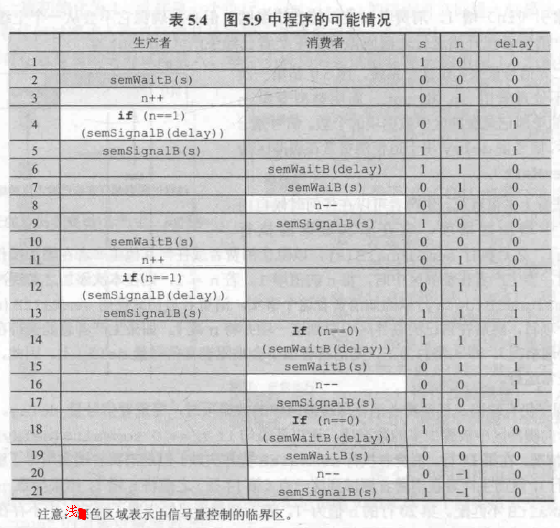 表 5.4 图 5.9 中程序的可能情况
生产者 消费者 s n delay
1 1 0 0
2 semWaitB(s) 0 0 0
3 n++ 0 1 0
4 if (n==1) (semSignalB(delay)) 0 1 1
5 semSignalB(s) 1 1 1
6 semWaitB(delay) 1 1 0
7 semWaiB(s) 0 1 0
8 n-- 0 0 0
9 semSignalB(s) 1 0 0
10 semWaitB(s) 0 0 0
11 n++ 0 1 0
12 if(n==1) (semSignalB(delay)) 0 1 1
13 semSignalB(s) 1 1 1
14 If (n==0) (semWaitB(delay)) 1 1 1
15 semWaitB(s) 0 1 1
16 n-- 0 0 1
17 semSignalB(s) 1 0 1
18 If (n==0) (semWaitB(delay)) 1 0 0
19 semWaitB(s) 0 0 0
20 n-- 0 -1 0
21 semSignalB(s) 1 -1 0
注意:浅色区域表示由信号量控制的临界区。